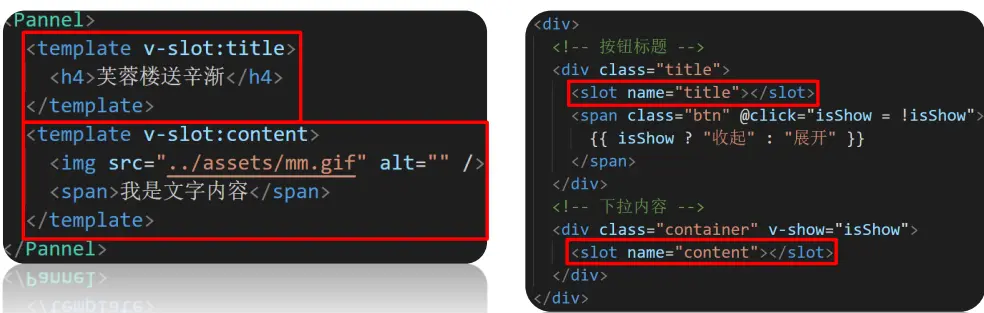 <Pannel>
<template v-slot:title>
<h4>芙蓉楼送辛渐</h4>
</template>
<template v-slot:content>
<img src="../assets/mm.gif" alt="" />
<span>我是文字内容</span>
</template>
</Pannel>
<div>
<!-- 按钮标题 -->
<div class="title">
<slot name="title"></slot>
<span class="btn" @click="isShow = !isShow">
{{ isShow ? "收起" : "展开" }}
</span>
</div>
<!-- 下拉内容 -->
<div class="container" v-show="isShow">
<slot name="content"></slot>
</div>
</div>